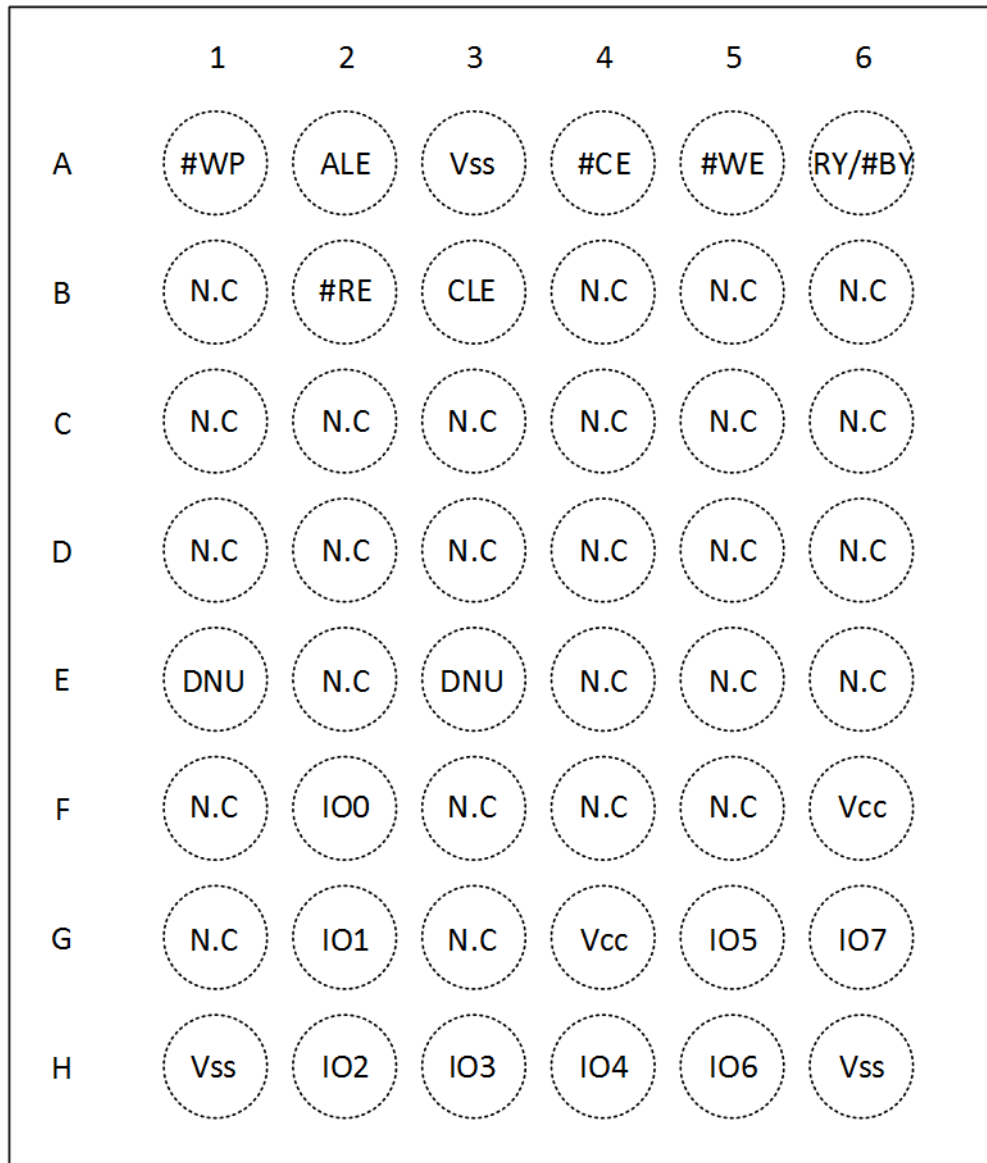 1 2 3 4 5 6
A #WP ALE Vss #CE #WE RY/#BY
B N.C #RE CLE N.C N.C N.C
C N.C N.C N.C N.C N.C N.C
D N.C N.C N.C N.C N.C N.C
E DNU N.C DNU N.C N.C N.C
F N.C IO0 N.C N.C N.C Vcc
G N.C IO1 N.C Vcc IO5 IO7
H Vss IO2 IO3 IO4 IO6 Vss